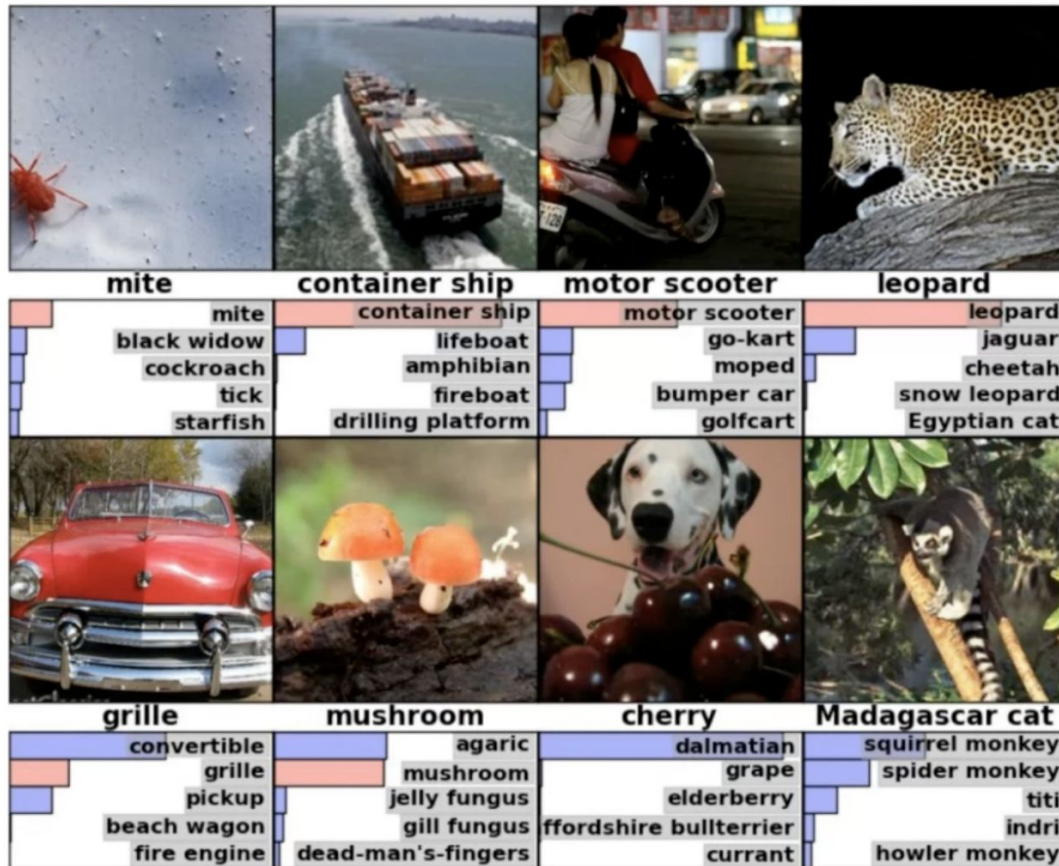 mite
container ship
motor scooter
leopard
mite
black widow
cockroach
tick
starfish
container ship
lifeboat
amphibian
fireboat
drilling platform
motor scooter
go-kart
moped
bumper car
golfcart
leopard
jaguar
cheetah
snow leopard
Egyptian cat
grille
mushroom
cherry
Madagascar cat
convertible
grille
pickup
beach wagon
fire engine
agaric
mushroom
jelly fungus
gill fungus
dead-man's-fingers
dalmatian
grape
elderberry
ffordshire bullterrier
currant
squirrel monkey
spider monkey
titi
indri
howler monkey